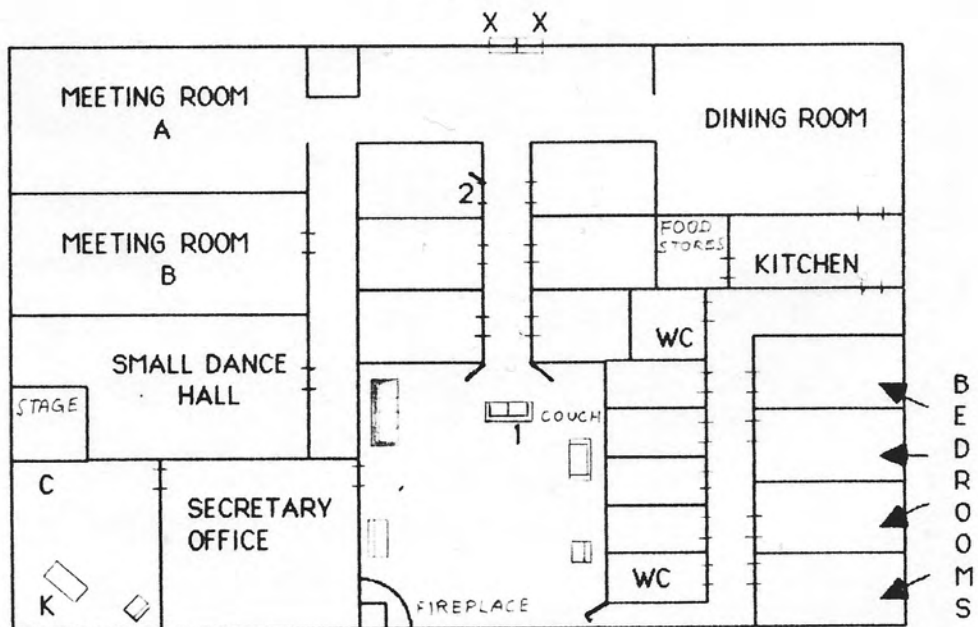 X X
MEETING ROOM
A
DINING ROOM
2
MEETING ROOM
B
FOOD
STORES
KITCHEN
WC
SMALL DANCE
HALL
STAGE
COUCH
1
BEDROOMS
C
SECRETARY
OFFICE
K
WC
FIREPLACE